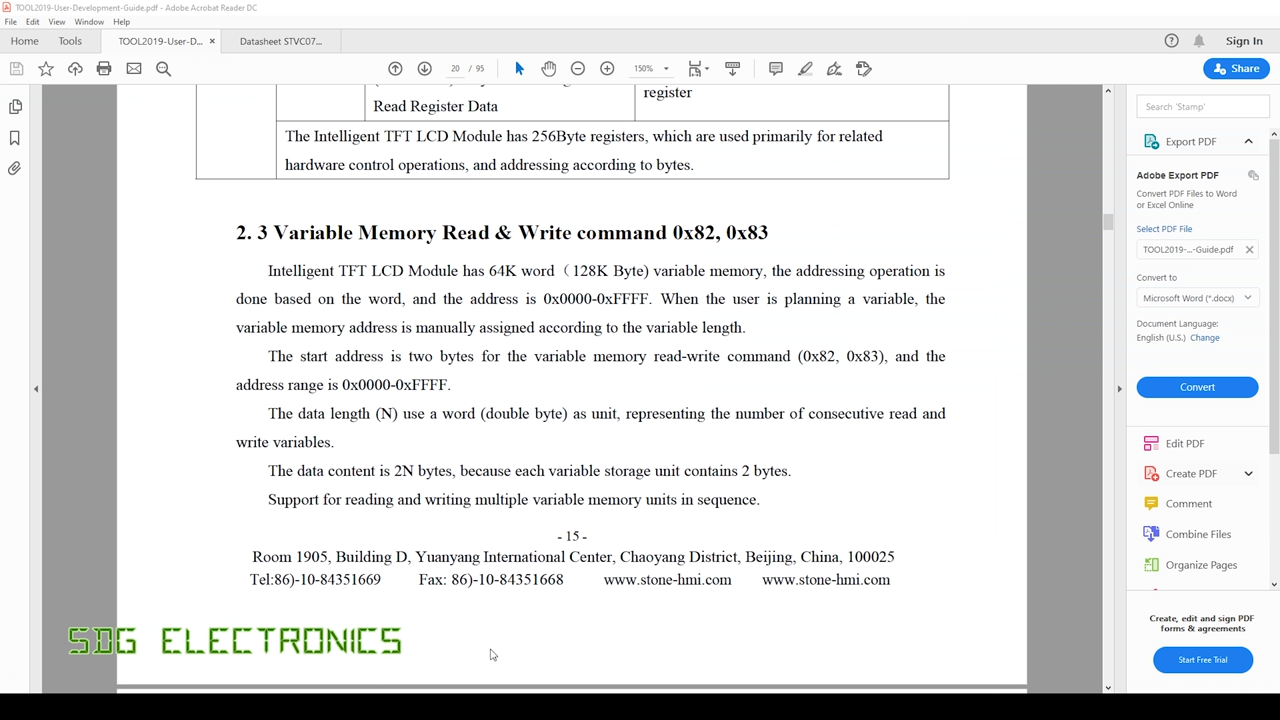 TOOL2019-User-Development-Guide.pdf - Adobe Acrobat Reader DC
File Edit View Window Help
Home Tools TOOL2019-User-D... × Datasheet STVC07... Sign In
20 / 95 150% Share
register
Read Register Data
The Intelligent TFT LCD Module has 256Byte registers, which are used primarily for related
hardware control operations, and addressing according to bytes.
2. 3 Variable Memory Read & Write command 0x82, 0x83
Intelligent TFT LCD Module has 64K word（128K Byte) variable memory, the addressing operation is
done based on the word, and the address is 0x0000-0xFFFF. When the user is planning a variable, the
variable memory address is manually assigned according to the variable length.
The start address is two bytes for the variable memory read-write command (0x82, 0x83), and the
address range is 0x0000-0xFFFF.
The data length (N) use a word (double byte) as unit, representing the number of consecutive read and
write variables.
The data content is 2N bytes, because each variable storage unit contains 2 bytes.
Support for reading and writing multiple variable memory units in sequence.
- 15 -
Room 1905, Building D, Yuanyang International Center, Chaoyang District, Beijing, China, 100025
Tel:86)-10-84351669 Fax: 86)-10-84351668 www.stone-hmi.com www.stone-hmi.com
SDG ELECTRONICS
Search 'Stamp'
Export PDF
Adobe Export PDF
Convert PDF Files to Word
or Excel Online
Select PDF File
TOOL2019-...-Guide.pdf
Convert to
Microsoft Word (*.docx)
Document Language:
English (U.S.) Change
Convert
Edit PDF
Create PDF
Comment
Combine Files
Organize Pages
Create, edit and sign PDF
forms & agreements
Start Free Trial